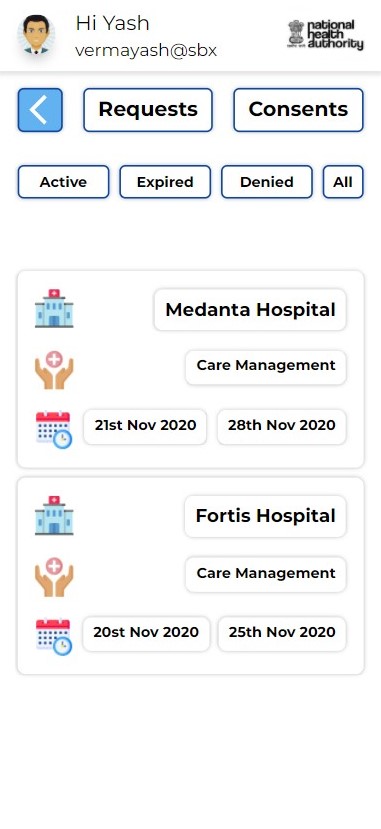 Hi Yash
vermayash@sbx
national
health
authority
Requests
Consents
Active
Expired
Denied
All
Medanta Hospital
Care Management
21st Nov 2020
28th Nov 2020
Fortis Hospital
Care Management
20st Nov 2020
25th Nov 2020